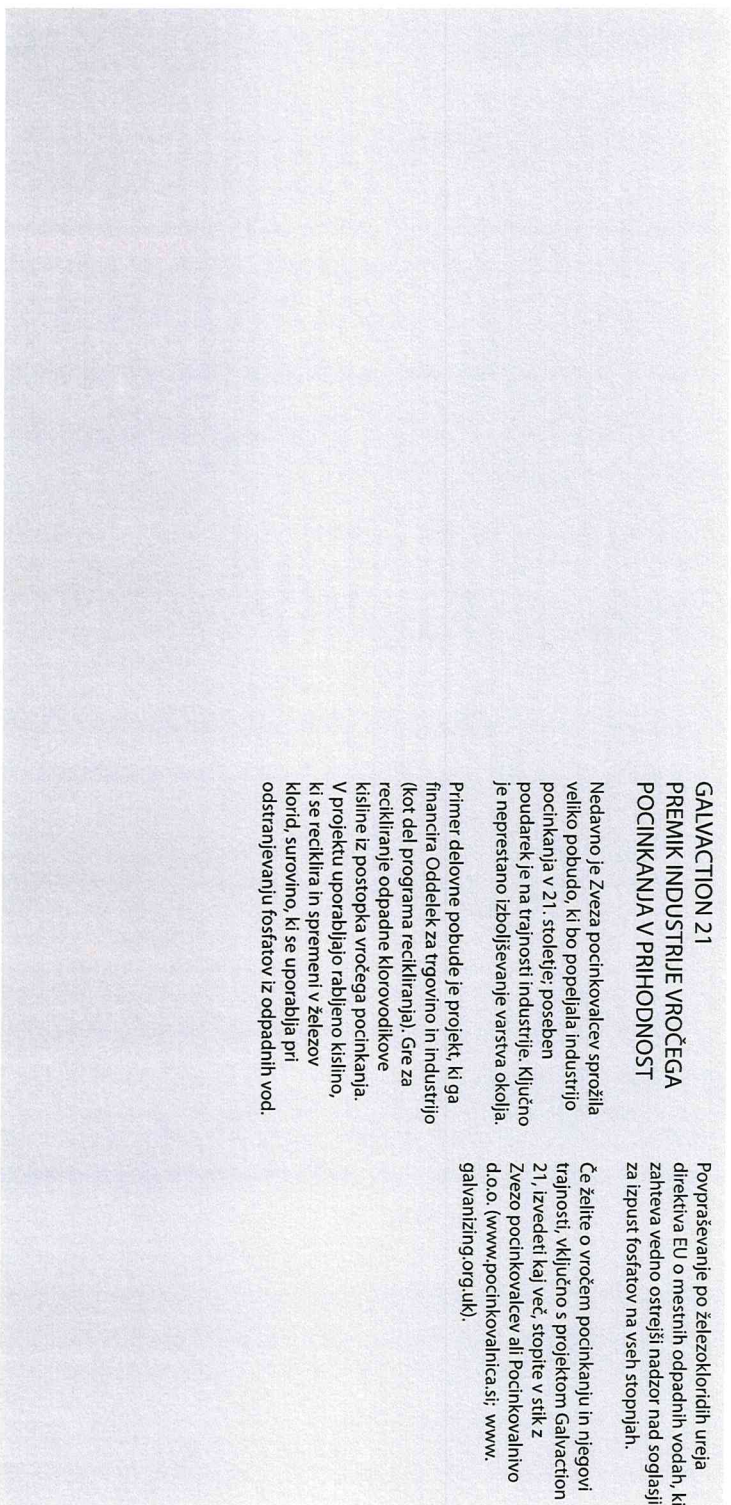 GALVACTION 21
PREMIK INDUSTRIJE VROČEGA
POCINKANJA V PRIHODNOST
Nedavno je Zveza pocinkovalcev sprožila
veliko pobudo, ki bo popeljala industrijo
pocinkanja v 21. stoletje; poseben
poudarek je na trajnosti industrije. Ključno
je neprestano izboljševanje varstva okolja.
Primer delovne pobude je projekt, ki ga
financira Oddelek za trgovino in industrijo
(kot del programa recikliranja). Gre za
recikliranje odpadne klorovodikove
kisline iz postopka vročega pocinkanja.
V projektu uporabljajo rabljeno kislino,
ki se reciklira in spremeni v železov
klorid, surovino, ki se uporablja pri
odstranjevanju fosfatov iz odpadnih vod.
Povpraševanje po železokloridih ureja
direktiva EU o mestnih odpadnih vodah, ki
zahteva vedno ostrejši nadzor nad soglasji
za izpust fosfatov na vseh stopnjah.
Če želite o vročem pocinkanju in njegovi
trajnosti, vključno s projektom Galvaction
21, izvedeti kaj več, stopite v stik z
Zvezo pocinkovalcev ali Pocinkovalnivo
d.o.o. (www.pocinkovalnica.si; www.
galvanizing.org.uk).